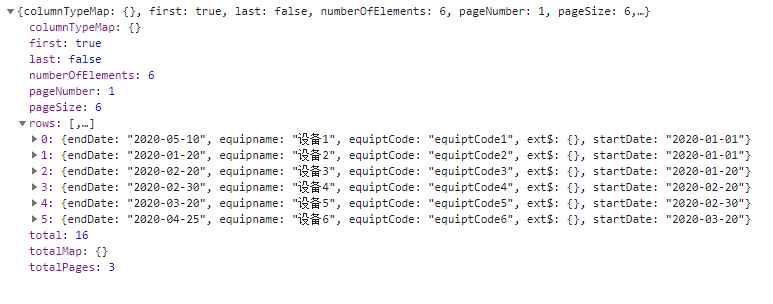 ▼{columnTypeMap: {}, first: true, last: false, numberOfElements: 6, pageNumber: 1, pageSize: 6,…}
columnTypeMap: {}
first: true
last: false
numberOfElements: 6
pageNumber: 1
pageSize: 6
▼rows: [,…]
▶0: {endDate: "2020-05-10", equipname: "设备1", equiptCode: "equiptCode1", ext$: {}, startDate: "2020-01-01"}
▶1: {endDate: "2020-01-20", equipname: "设备2", equiptCode: "equiptCode2", ext$: {}, startDate: "2020-01-01"}
▶2: {endDate: "2020-02-20", equipname: "设备3", equiptCode: "equiptCode3", ext$: {}, startDate: "2020-01-20"}
▶3: {endDate: "2020-02-30", equipname: "设备4", equiptCode: "equiptCode4", ext$: {}, startDate: "2020-02-20"}
▶4: {endDate: "2020-03-20", equipname: "设备5", equiptCode: "equiptCode5", ext$: {}, startDate: "2020-02-30"}
▶5: {endDate: "2020-04-25", equipname: "设备6", equiptCode: "equiptCode6", ext$: {}, startDate: "2020-03-20"}
total: 16
totalMap: {}
totalPages: 3